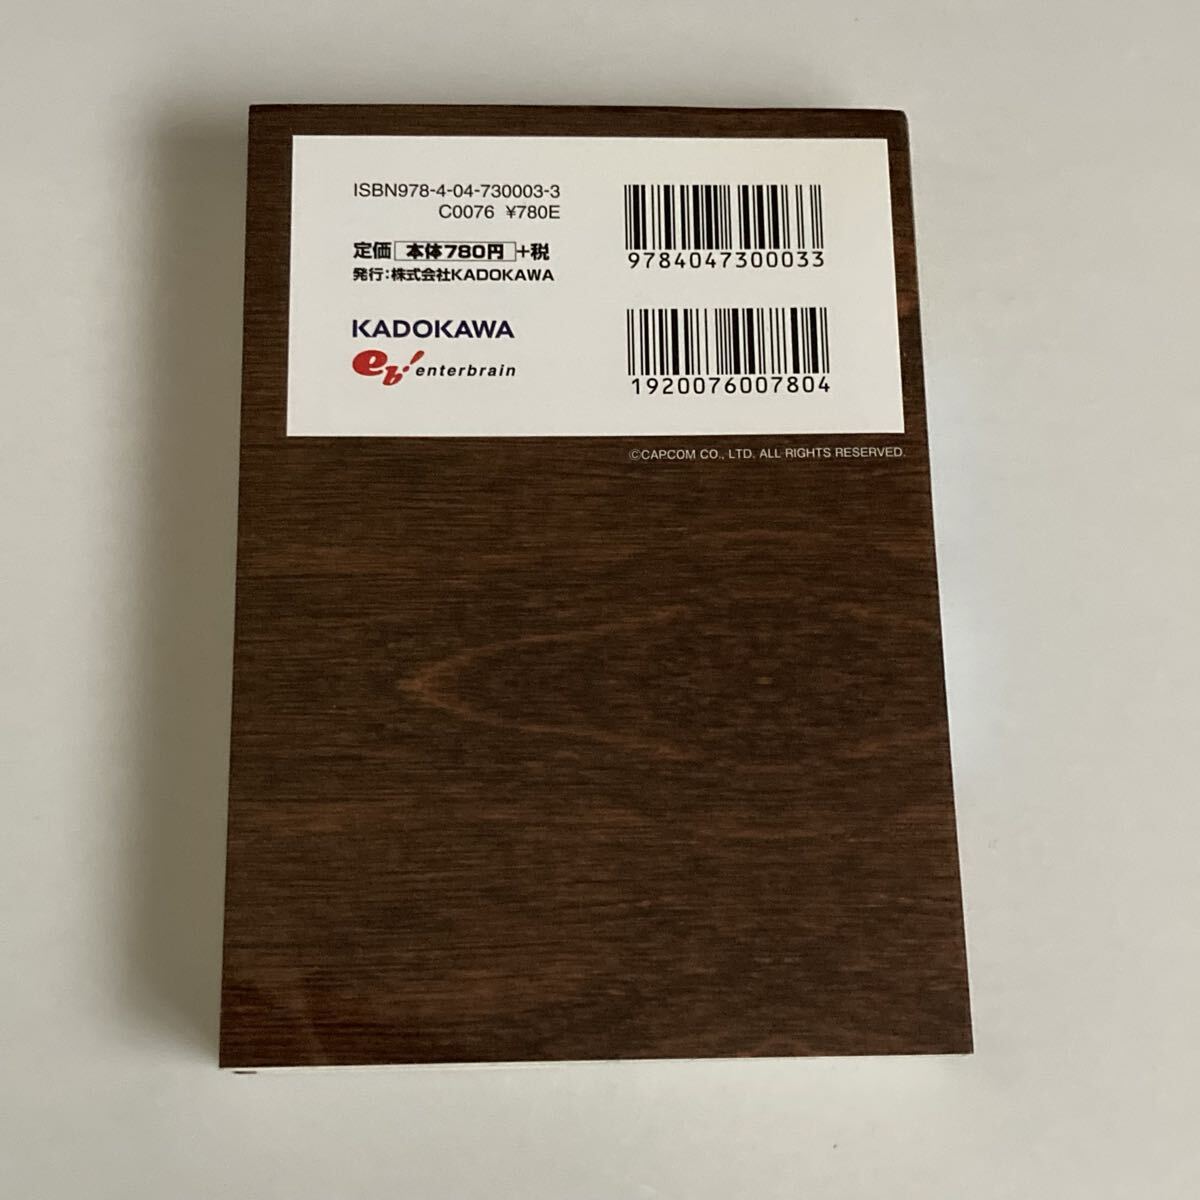 ISBN978-4-04-730003-3
C0076 ¥780E
定価 本体780円 +税
発行：株式会社KADOKAWA
KADOKAWA
eb! enterbrain
9784047300033
1920076007804
©CAPCOM CO., LTD. ALL RIGHTS RESERVED.